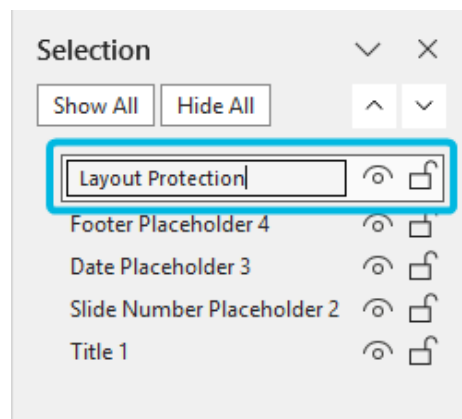 Selection
Show All Hide All
Layout Protection
Footer Placeholder 4
Date Placeholder 3
Slide Number Placeholder 2
Title 1